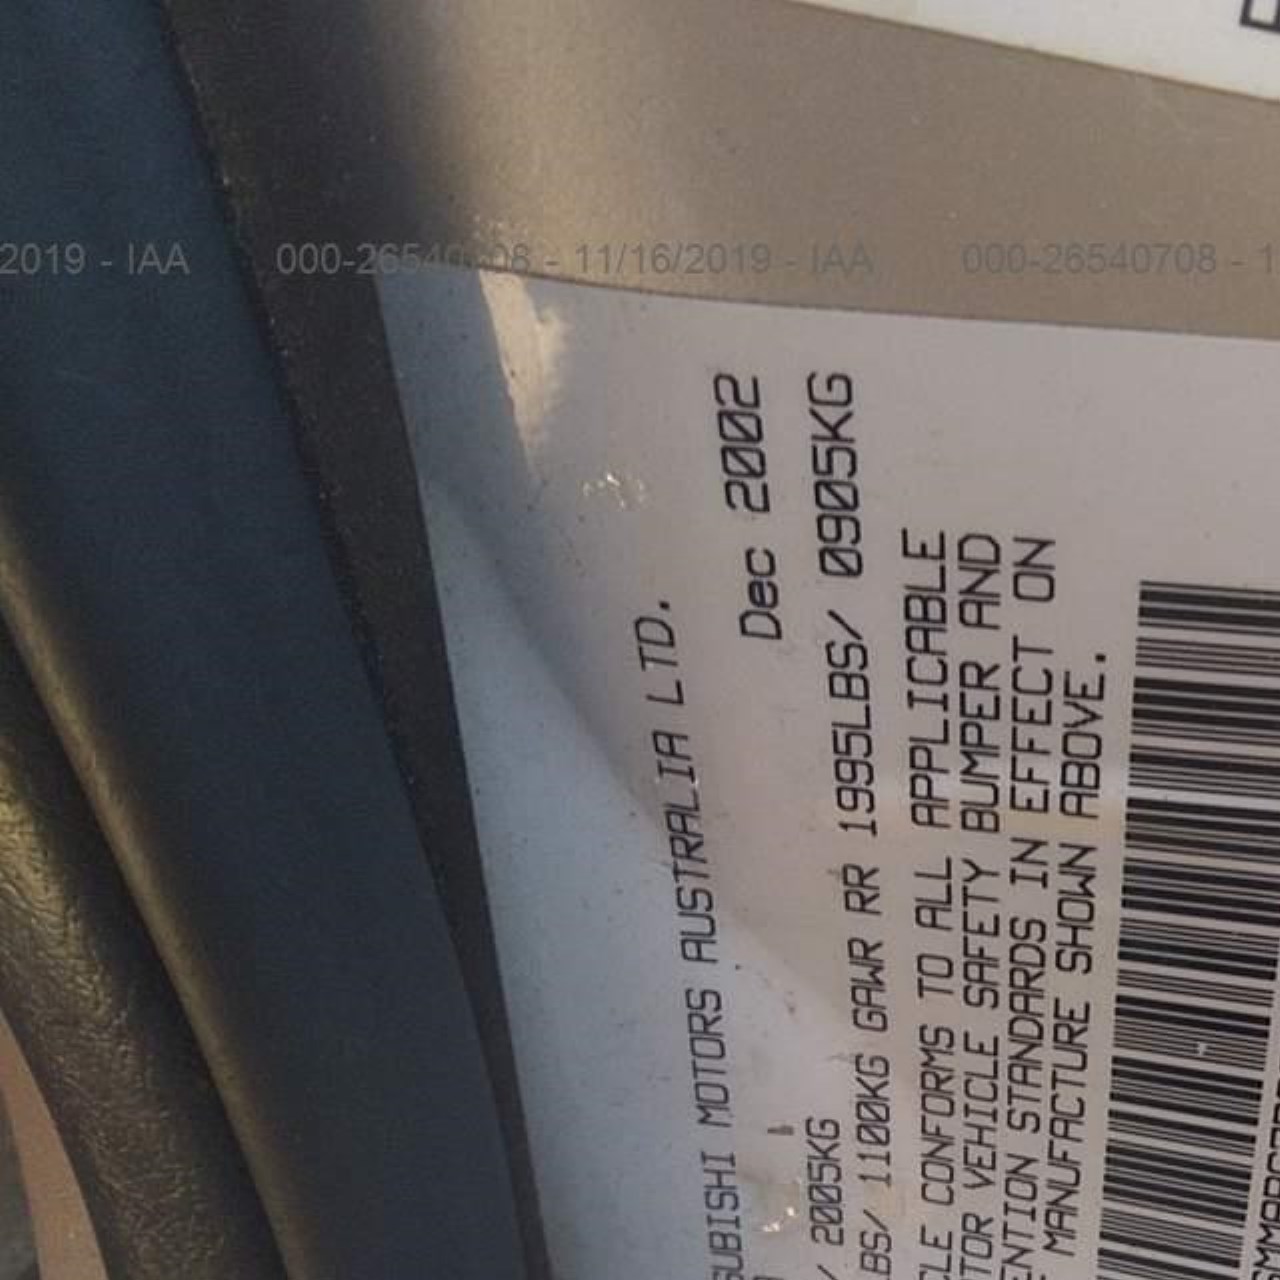 2019 - IAA 000-26540708 - 11/16/2019 - IAA 000-26540708 - 1
SUBISHI MOTORS AUSTRALIA LTD.
Dec 2002
/ 2005KG
BS/ 1100KG GAWR RR 1995LBS/ 0905KG
CLE CONFORMS TO ALL APPLICABLE
TOR VEHICLE SAFETY BUMPER AND
ENTION STANDARDS IN EFFECT ON
MANUFACTURE SHOWN ABOVE.